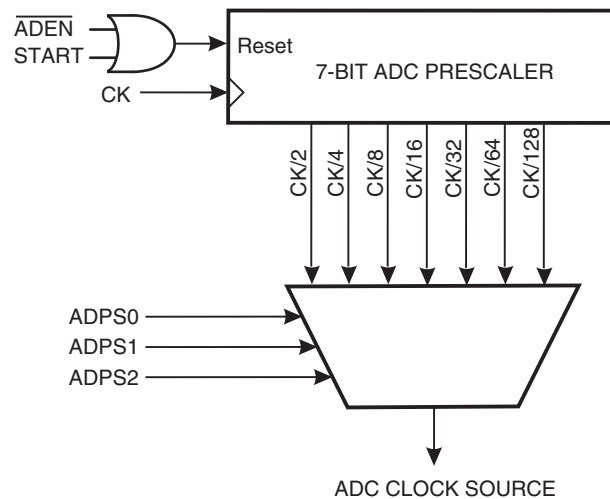 ADEN
START
Reset
7-BIT ADC PRESCALER
CK
CK/2
CK/4
CK/8
CK/16
CK/32
CK/64
CK/128
ADPS0
ADPS1
ADPS2
ADC CLOCK SOURCE